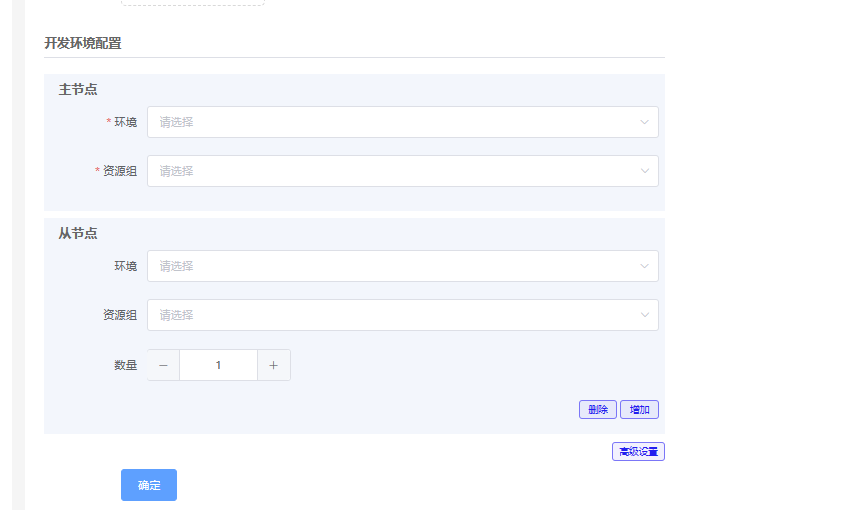 开发环境配置
主节点
* 环境 请选择
* 资源组 请选择
从节点
环境 请选择
资源组 请选择
数量 − 1 +
删除 增加
高级设置
确定